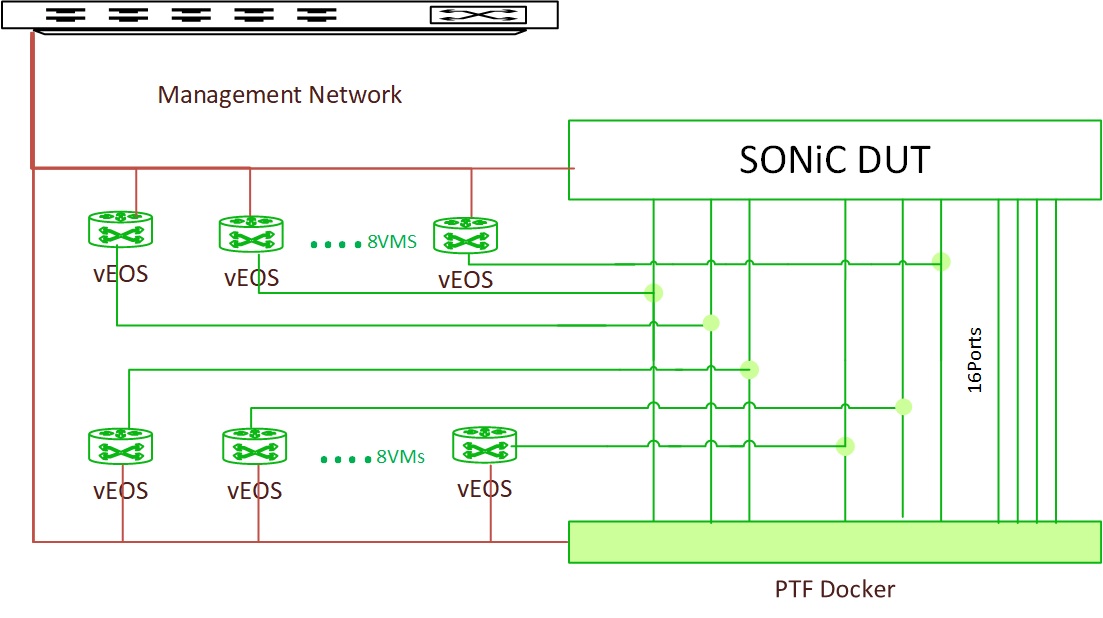 Management Network
SONiC DUT
8VMS
vEOS
vEOS
vEOS
16Ports
8VMs
vEOS
vEOS
vEOS
PTF Docker